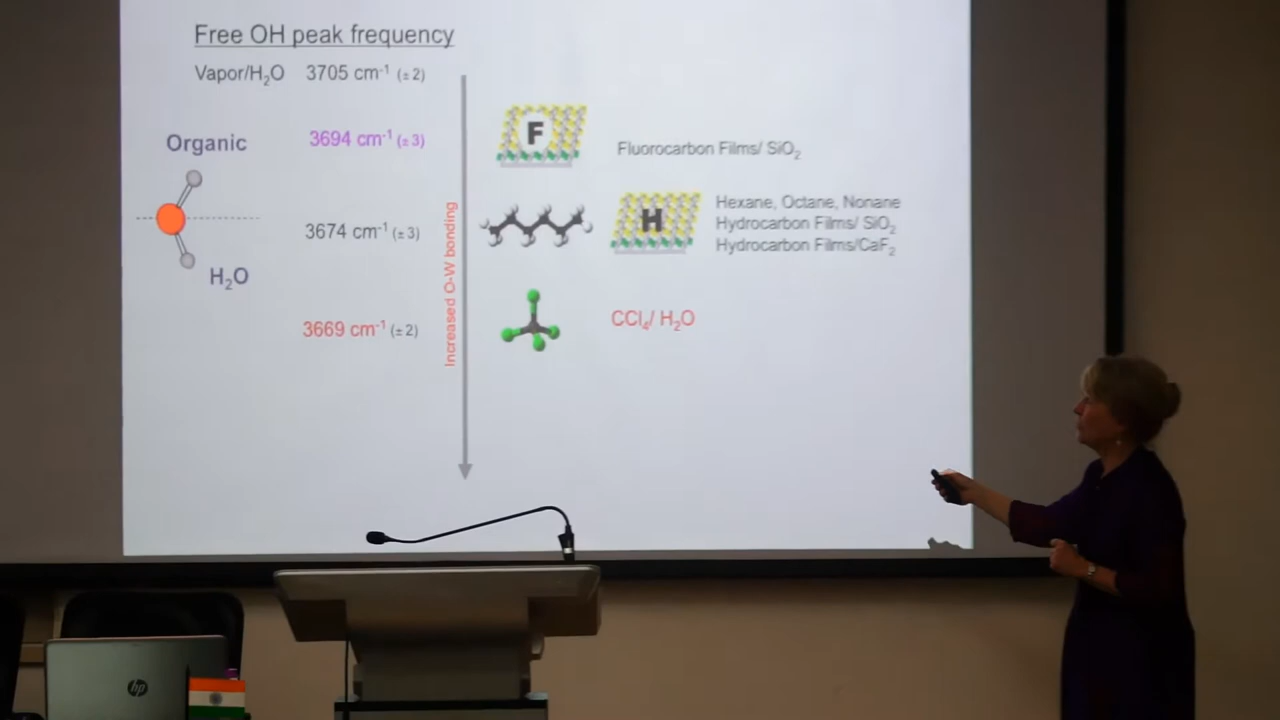 Free OH peak frequency
Vapor/H₂O 3705 cm⁻¹ (± 2)
Organic
3694 cm⁻¹ (± 3)
F
Fluorocarbon Films/ SiO₂
3674 cm⁻¹ (± 3)
H
Hexane, Octane, Nonane
Hydrocarbon Films/ SiO₂
Hydrocarbon Films/CaF₂
H₂O
Increased O-W bonding
3669 cm⁻¹ (± 2)
CCl₄/ H₂O
hp